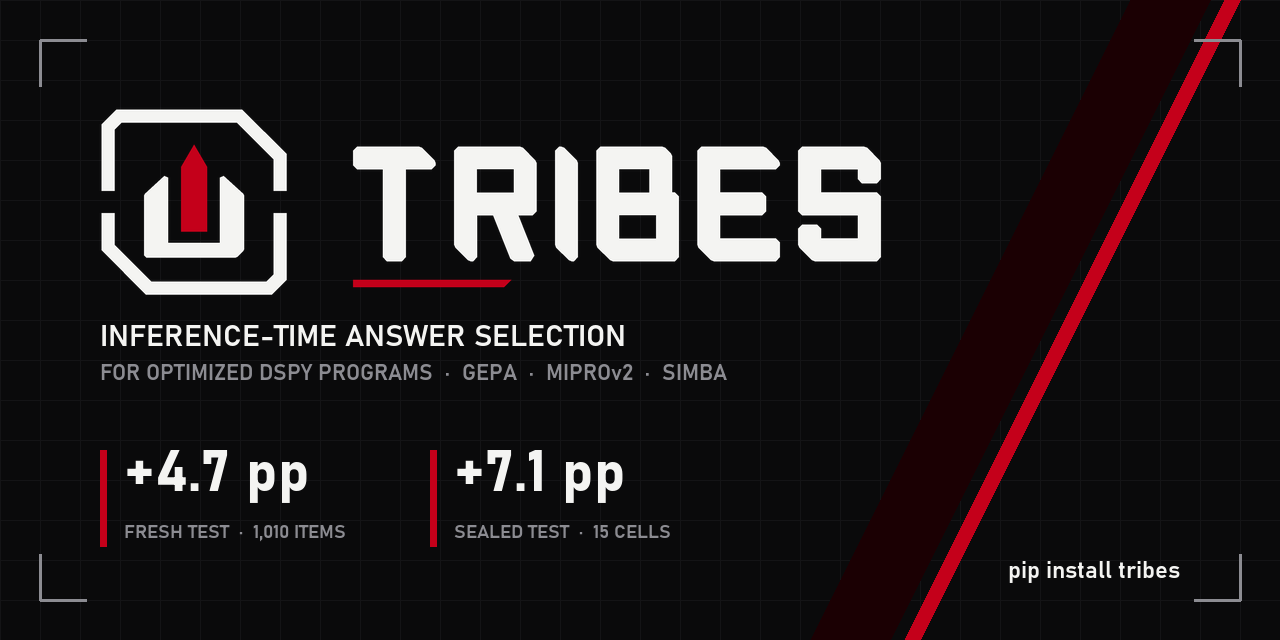 TRIBES
INFERENCE-TIME ANSWER SELECTION
FOR OPTIMIZED DSPY PROGRAMS · GEPA · MIPROv2 · SIMBA
+4.7 pp
FRESH TEST · 1,010 ITEMS
+7.1 pp
SEALED TEST · 15 CELLS
pip install tribes